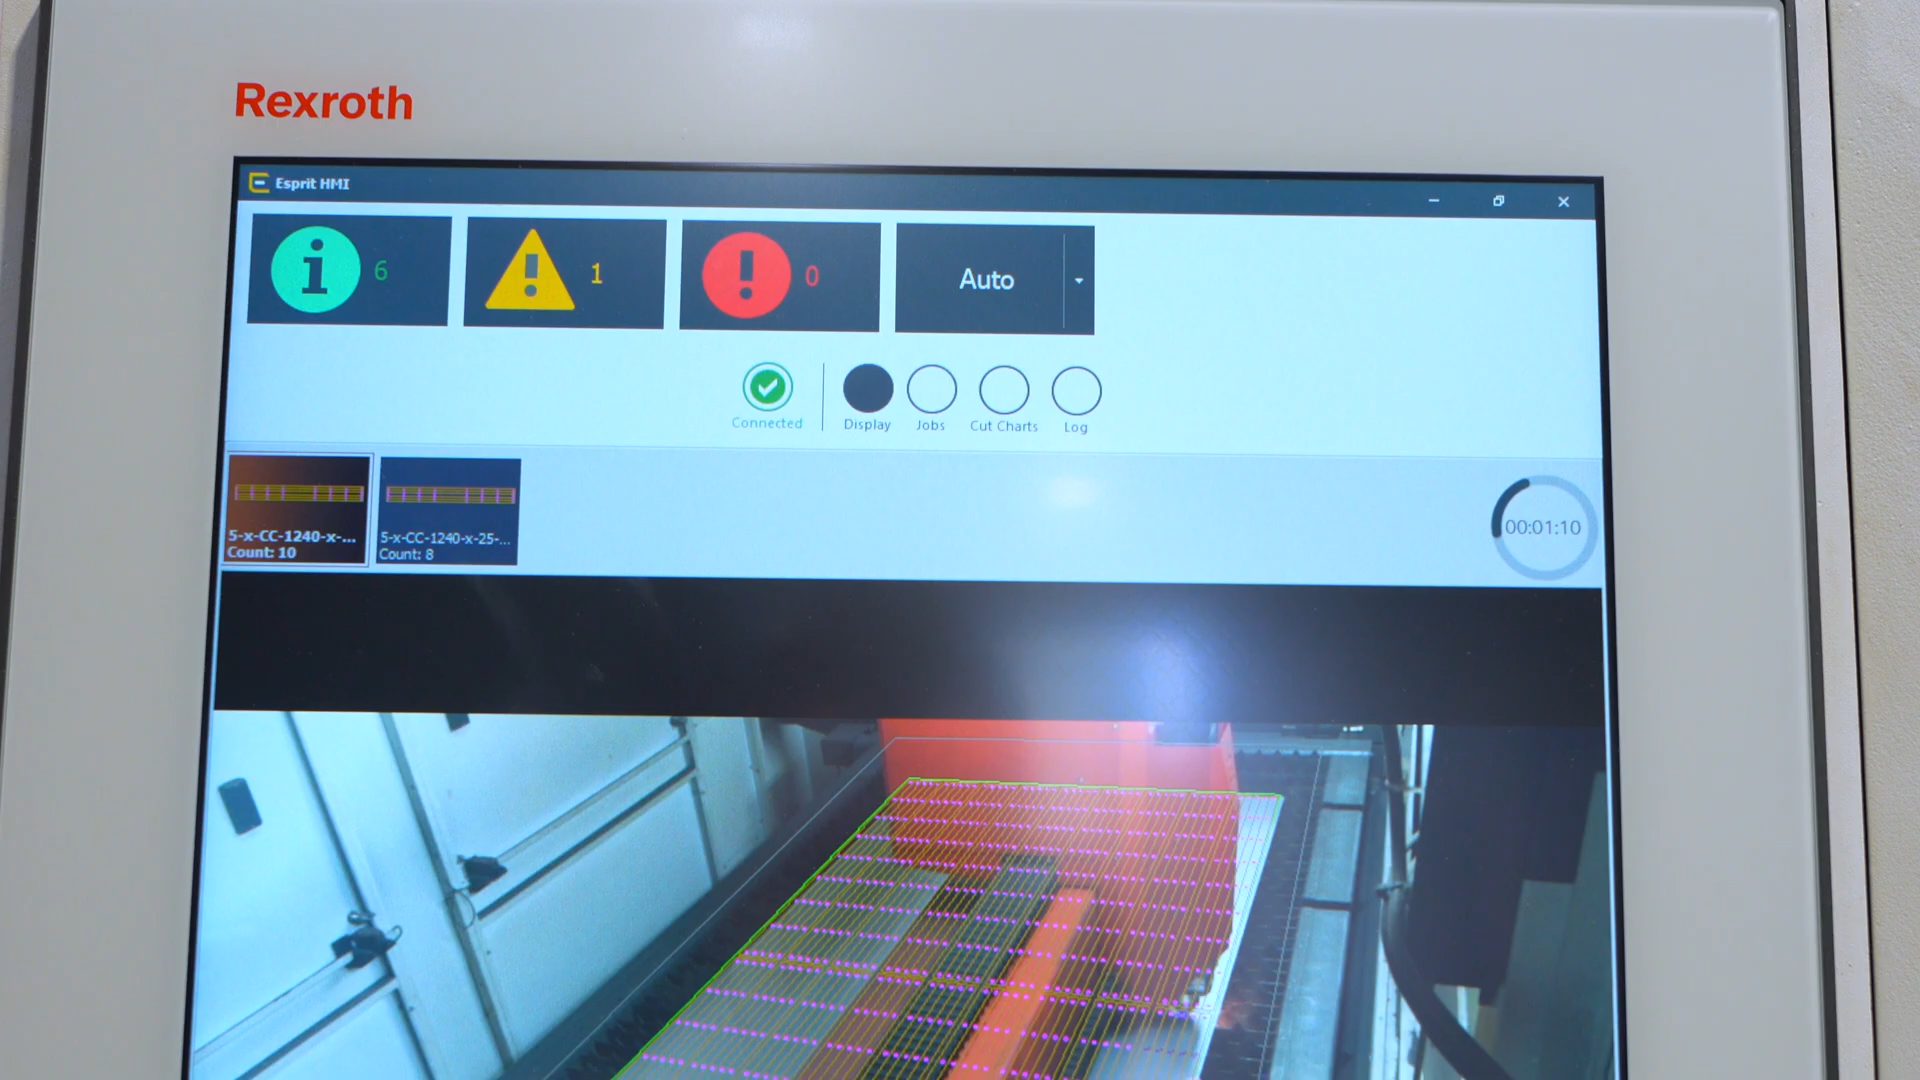 Rexroth
Esprit HMI
6
1
0
Auto
Connected
Display
Jobs
Cut Charts
Log
5-x-CC-1240-x-...
Count: 10
5-x-CC-1240-x-25-...
Count: 8
00:01:10